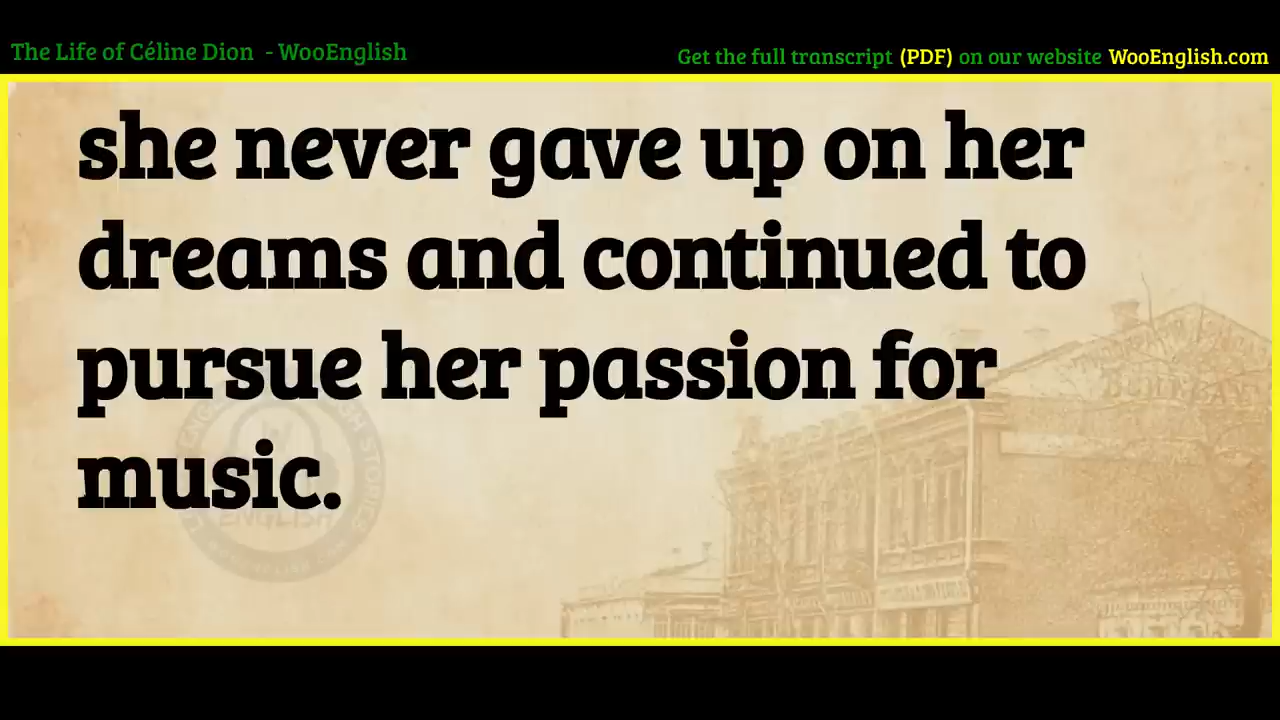 The Life of Céline Dion - WooEnglish
Get the full transcript (PDF) on our website WooEnglish.com
she never gave up on her
dreams and continued to
pursue her passion for
music.
ENGLISH